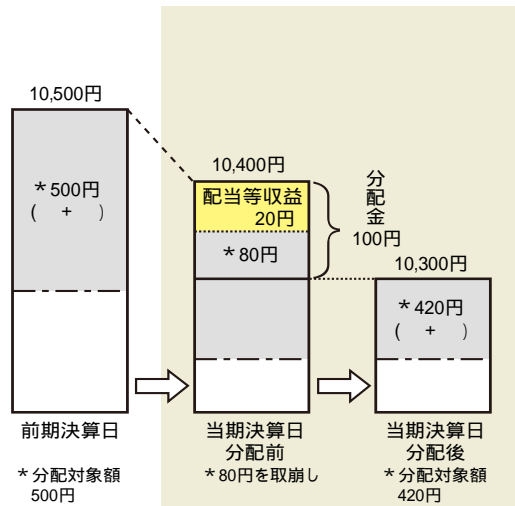 10,500円
*500円
( + )
前期決算日
*分配対象額
500円
10,400円
配当等収益
20円
*80円
分配金
100円
当期決算日
分配前
*80円を取崩し
10,300円
*420円
( + )
当期決算日
分配後
*分配対象額
420円